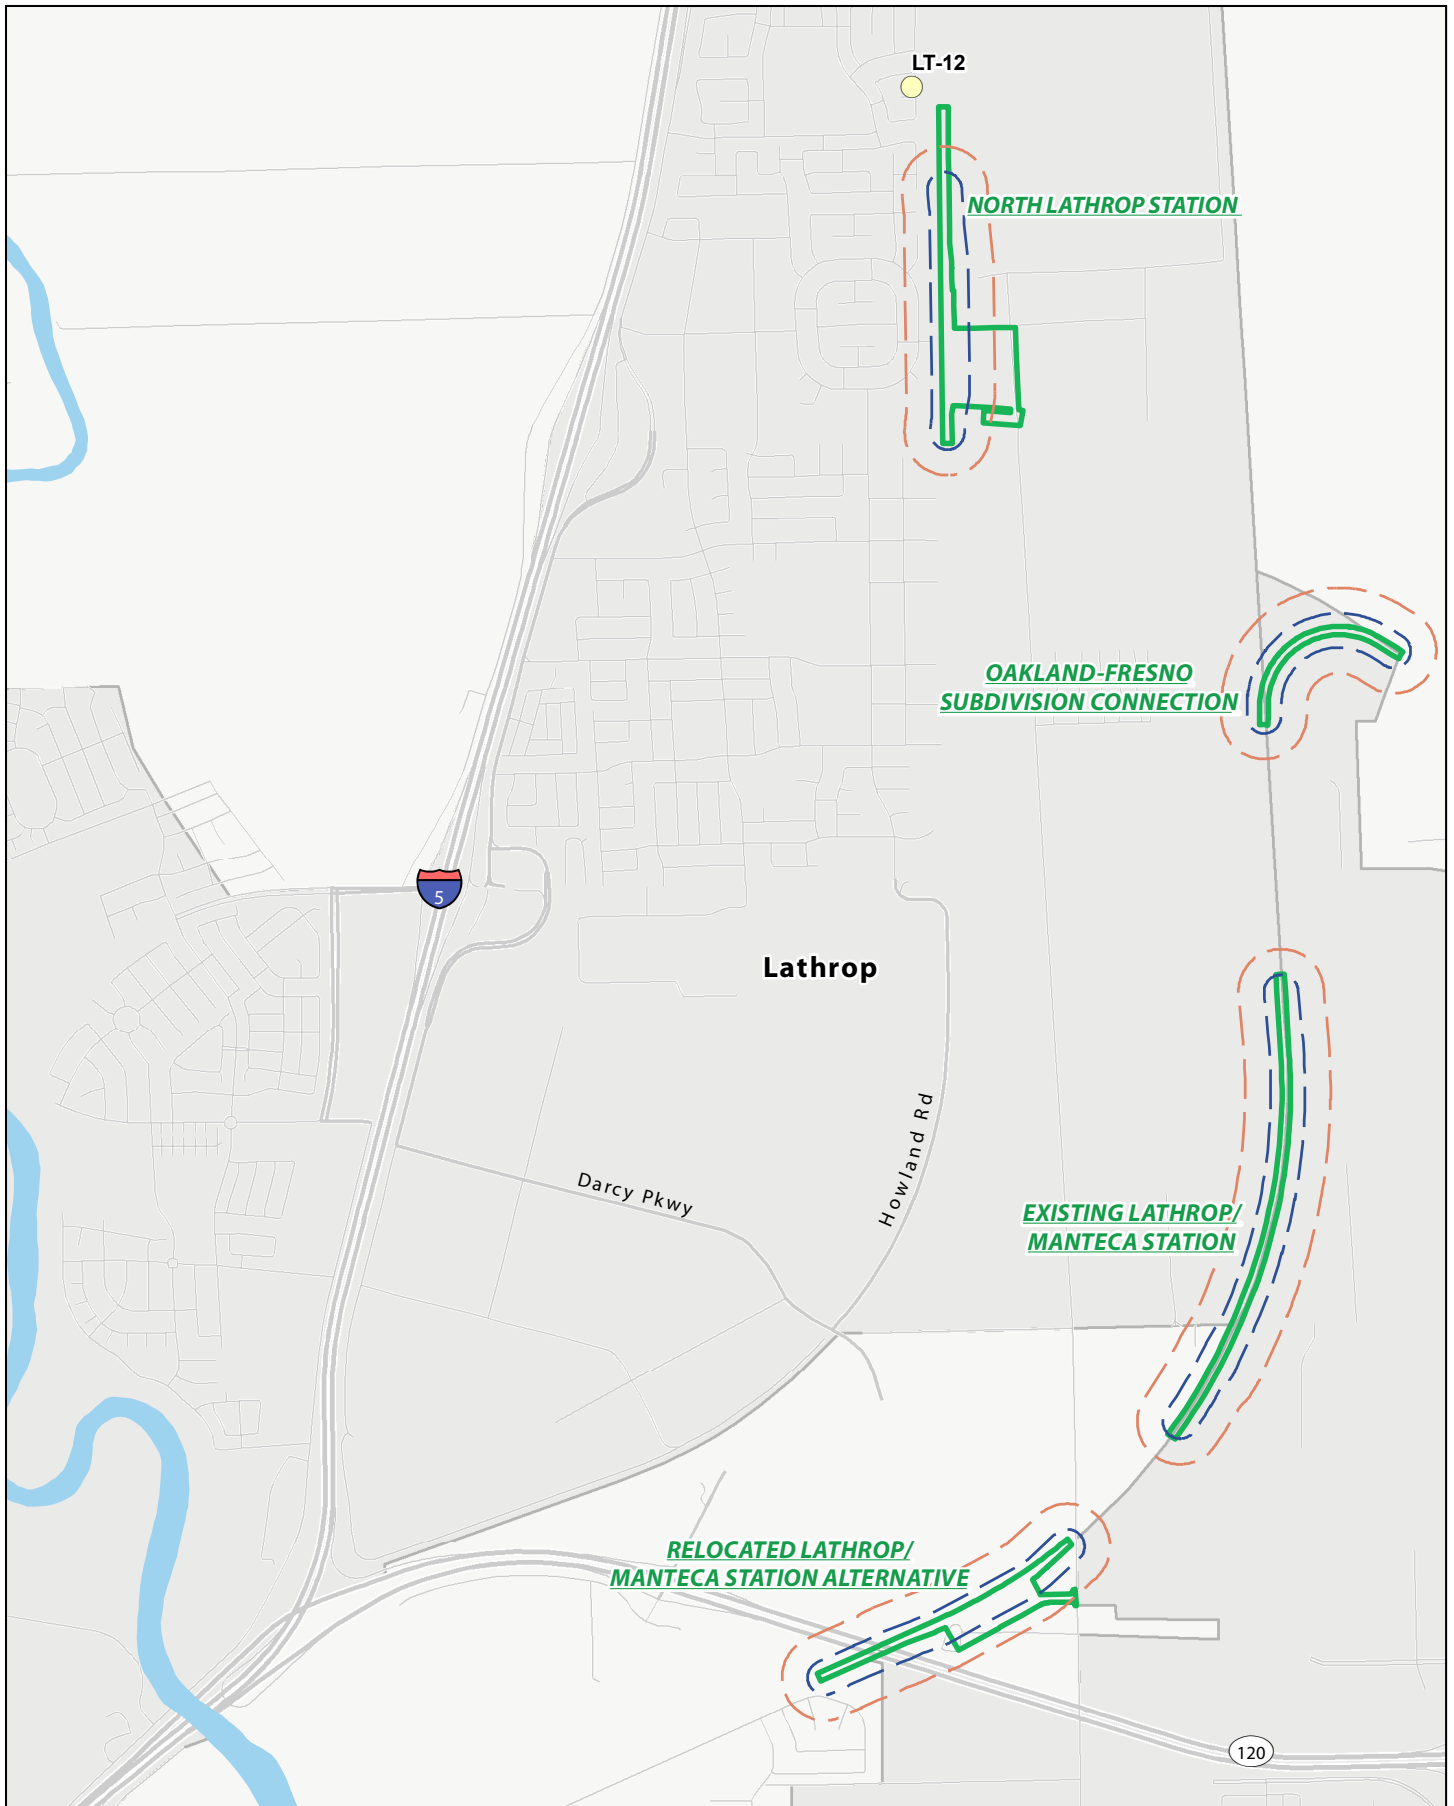 LT-12
NORTH LATHROP STATION
OAKLAND-FRESNO
SUBDIVISION CONNECTION
5
Lathrop
Howland Rd
Darcy Pkwy
EXISTING LATHROP/
MANTECA STATION
RELOCATED LATHROP/
MANTECA STATION ALTERNATIVE
120